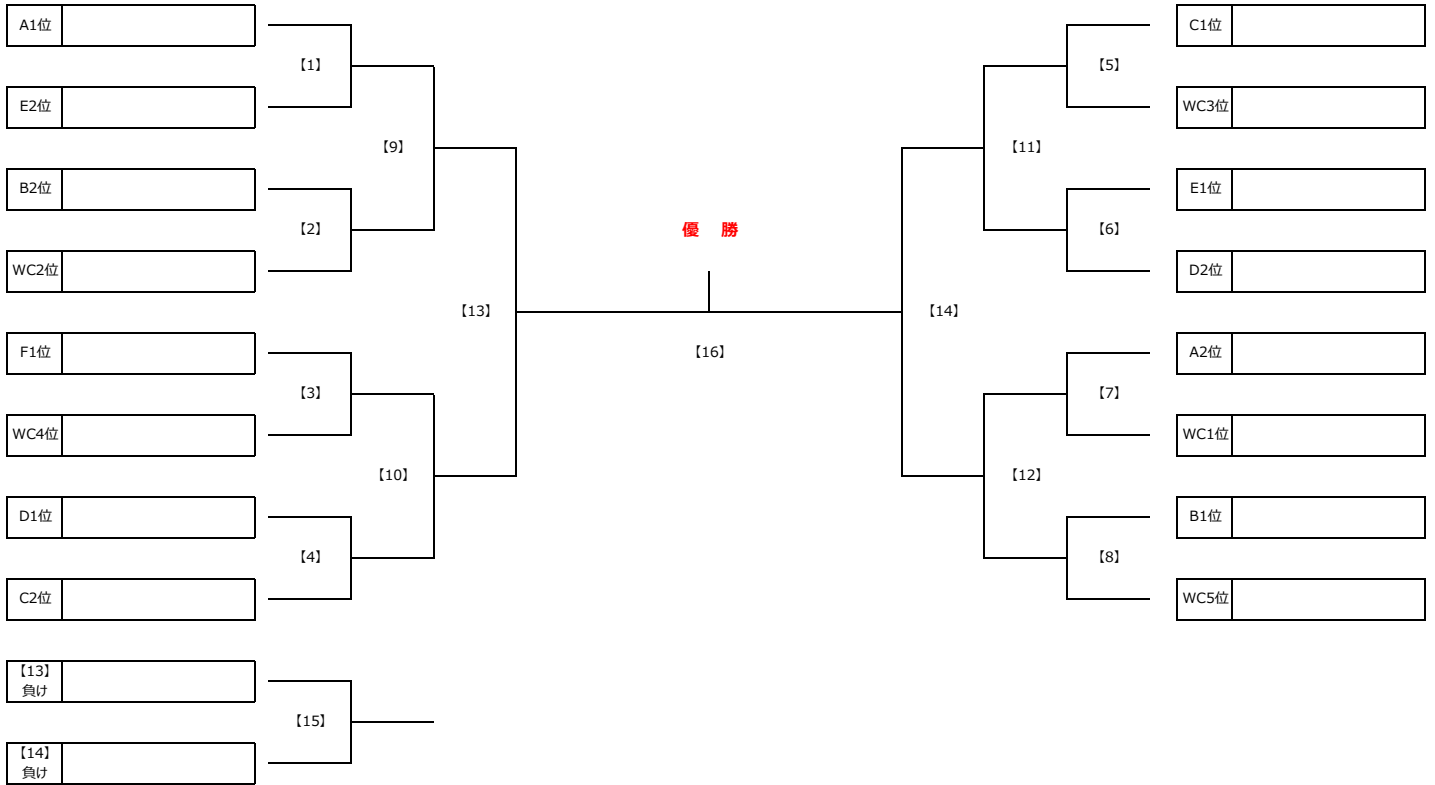 A1位
【1】
E2位
【9】
B2位
【2】
WC2位
【13】
F1位
【3】
WC4位
【10】
D1位
【4】
C2位
【13】
負け
【15】
【14】
負け
優　勝
【16】
C1位
【5】
WC3位
【11】
E1位
【6】
D2位
【14】
A2位
【7】
WC1位
【12】
B1位
【8】
WC5位